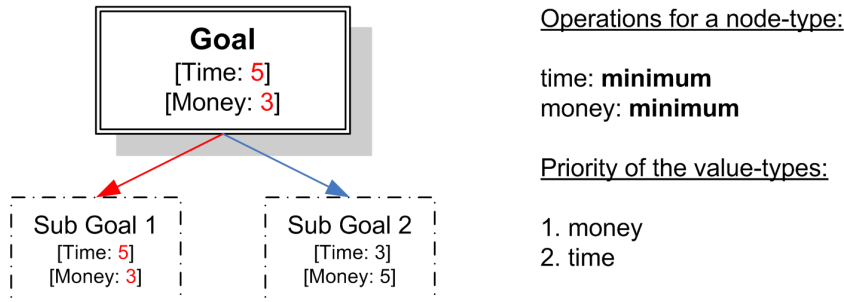 Goal
[Time: 5]
[Money: 3]
Sub Goal 1
[Time: 5]
[Money: 3]
Sub Goal 2
[Time: 3]
[Money: 5]
Operations for a node-type:
time: minimum
money: minimum
Priority of the value-types:
1. money
2. time